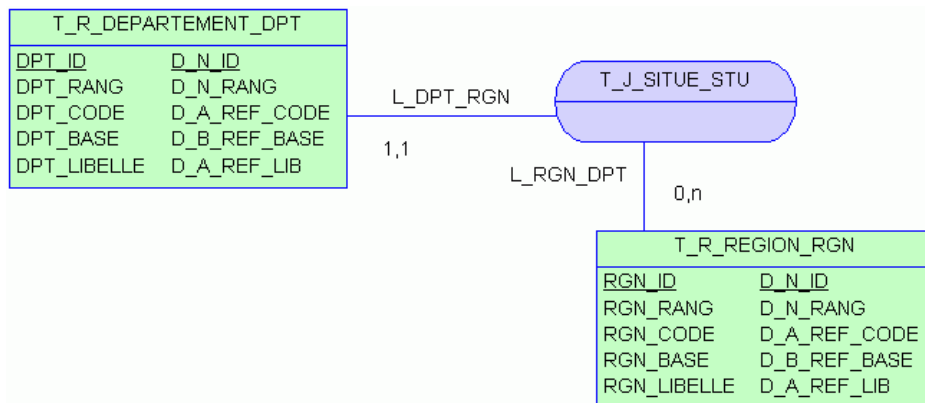 T_R_DEPARTEMENT_DPT
DPT_ID D_N_ID
DPT_RANG D_N_RANG
DPT_CODE D_A_REF_CODE
DPT_BASE D_B_REF_BASE
DPT_LIBELLE D_A_REF_LIB
L_DPT_RGN
1,1
T_J_SITUE_STU
L_RGN_DPT
0,n
T_R_REGION_RGN
RGN_ID D_N_ID
RGN_RANG D_N_RANG
RGN_CODE D_A_REF_CODE
RGN_BASE D_B_REF_BASE
RGN_LIBELLE D_A_REF_LIB